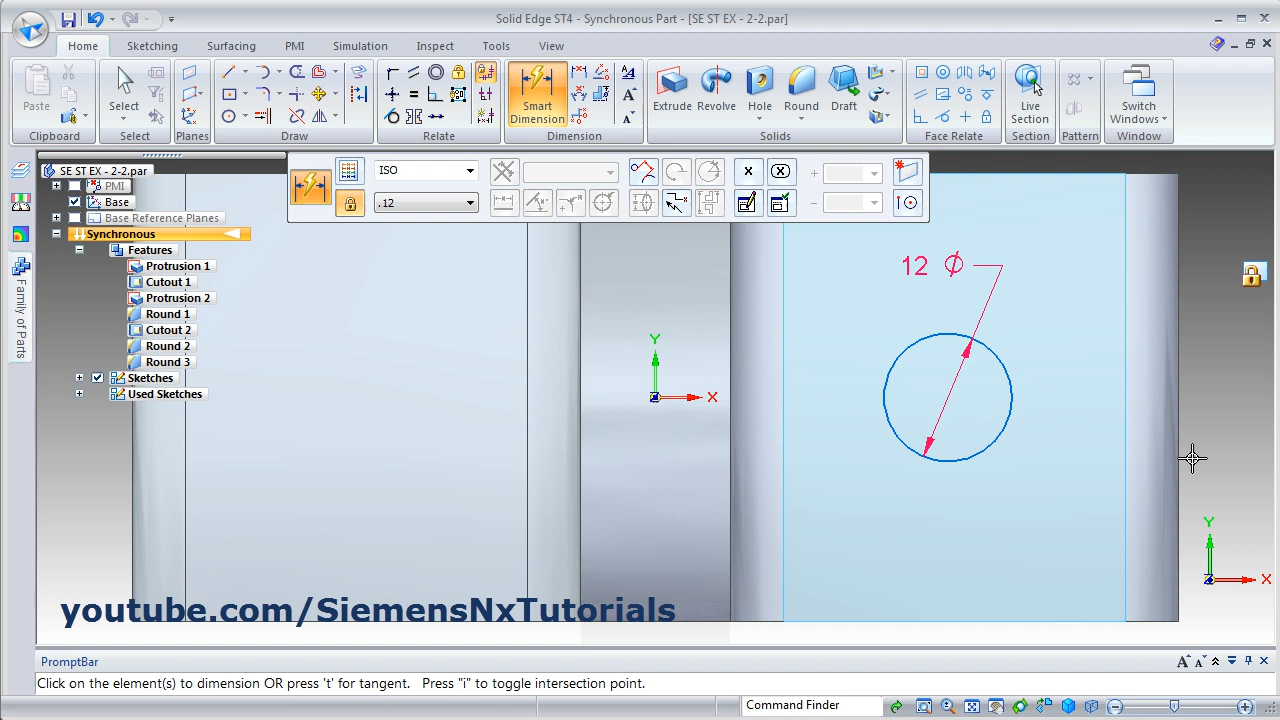 Solid Edge ST4 - Synchronous Part - [SE ST EX - 2-2.par]
Home Sketching Surfacing PMI Simulation Inspect Tools View
Paste Select Smart Dimension Extrude Revolve Hole Round Draft Live Section Switch Windows
Clipboard Select Planes Draw Relate Dimension Solids Face Relate Section Pattern Window
SE ST EX - 2-2.par
PMI
Base
Base Reference Planes
Synchronous
Features
Protrusion 1
Cutout 1
Protrusion 2
Round 1
Cutout 2
Round 2
Round 3
Sketches
Used Sketches
Family of Parts
ISO
.12
12 ⌀
Y
X
Y
X
youtube.com/SiemensNxTutorials
PromptBar
Click on the element(s) to dimension OR press 't' for tangent. Press "i" to toggle intersection point.
Command Finder